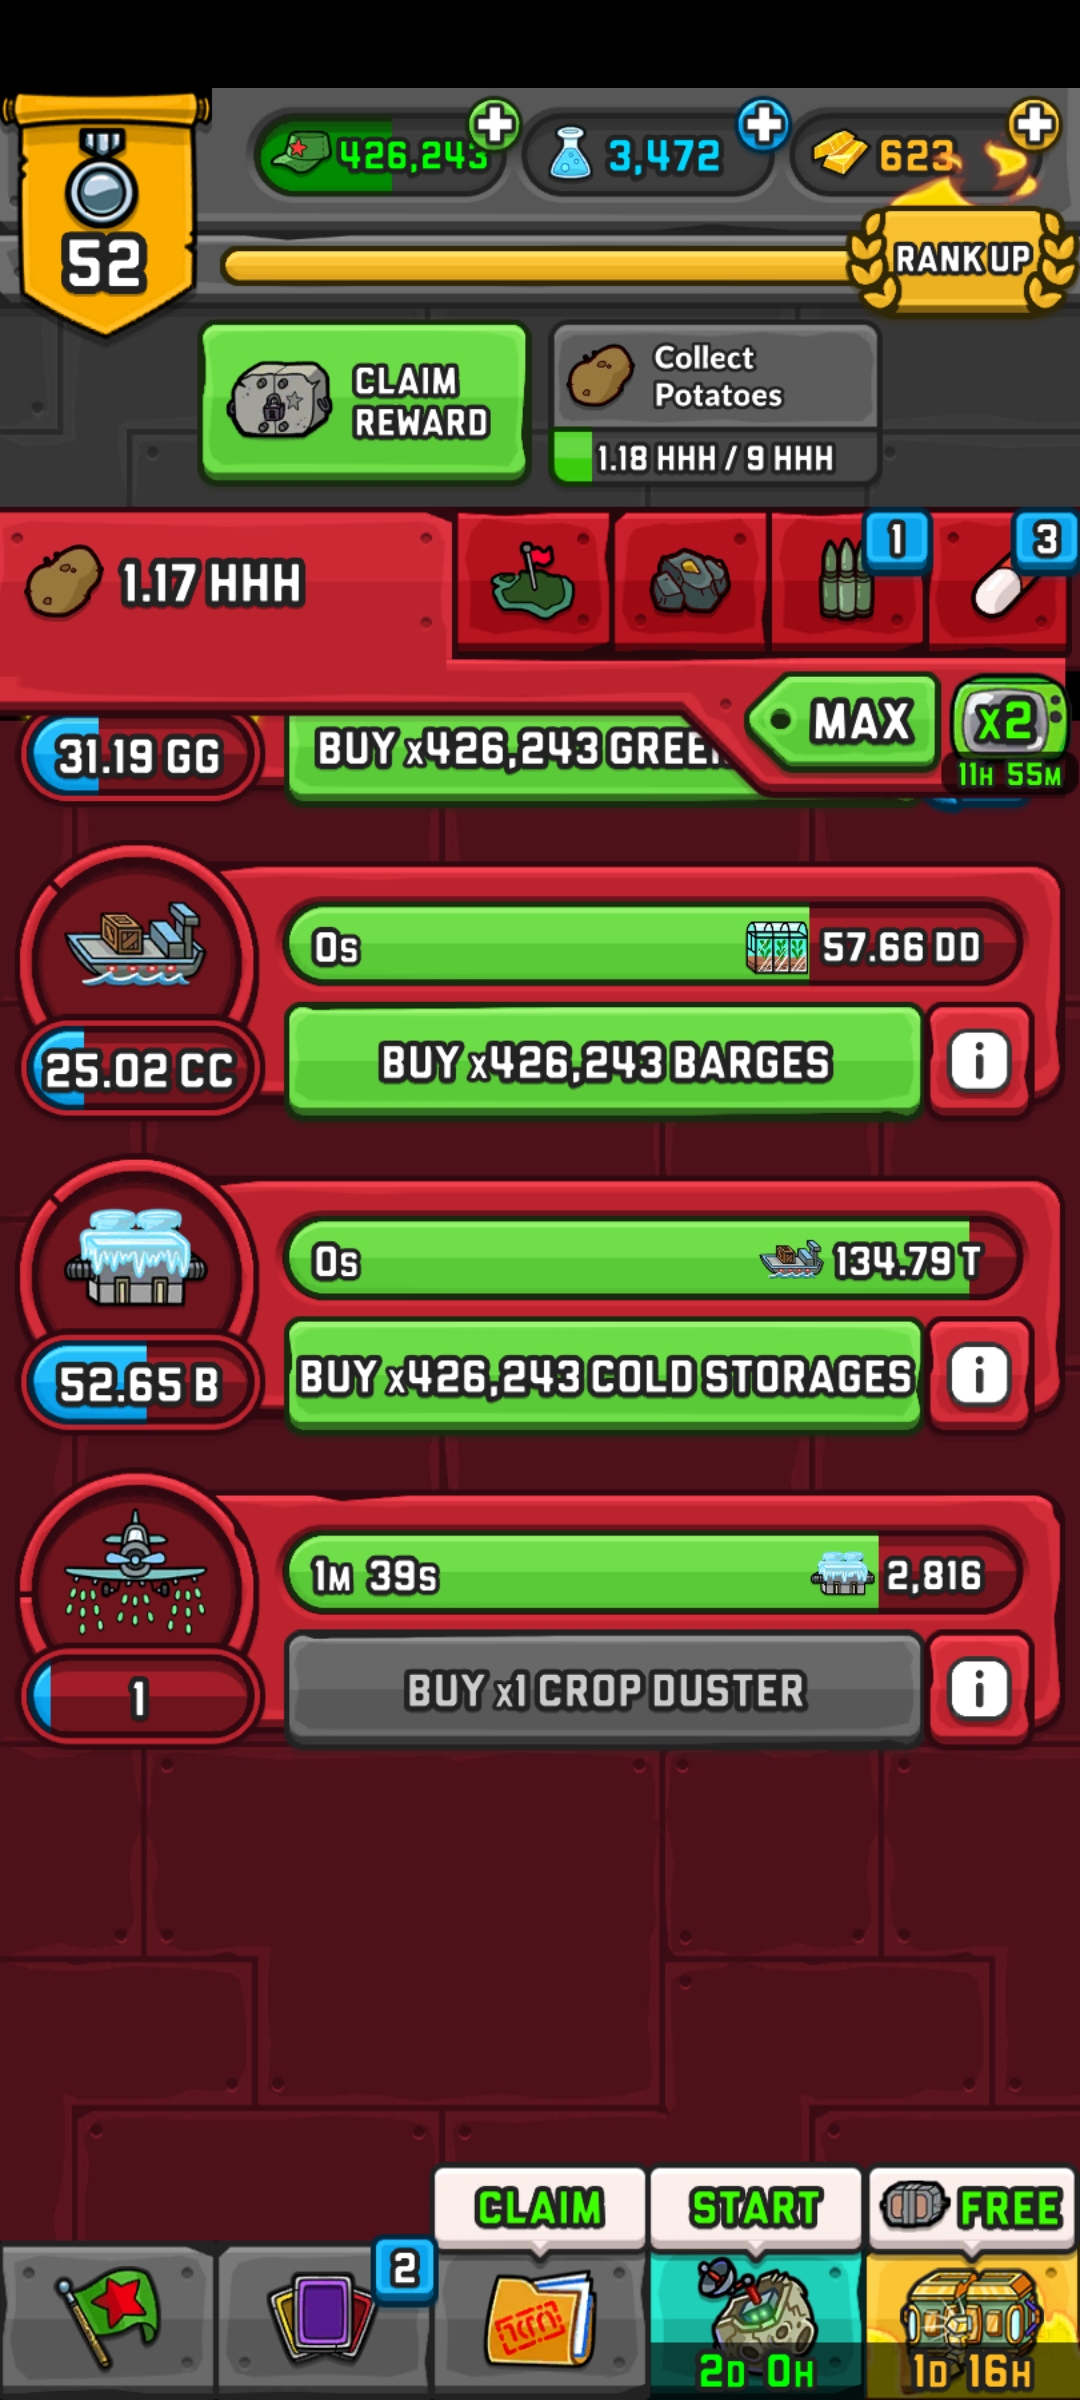 426,243
3,472
623
52
RANK UP
CLAIM
REWARD
Collect
Potatoes
1.18 HHH / 9 HHH
1.17 HHH
1
3
MAX
x2
11H 55M
31.19 GG
BUY x426,243
0s
57.66 DD
25.02 CC
BUY x426,243 BARGES
0s
134.79 T
52.65 B
BUY x426,243 COLD STORAGES
1M 39s
2,816
1
BUY x1 CROP DUSTER
CLAIM
START
FREE
2
2D 0H
1D 16H